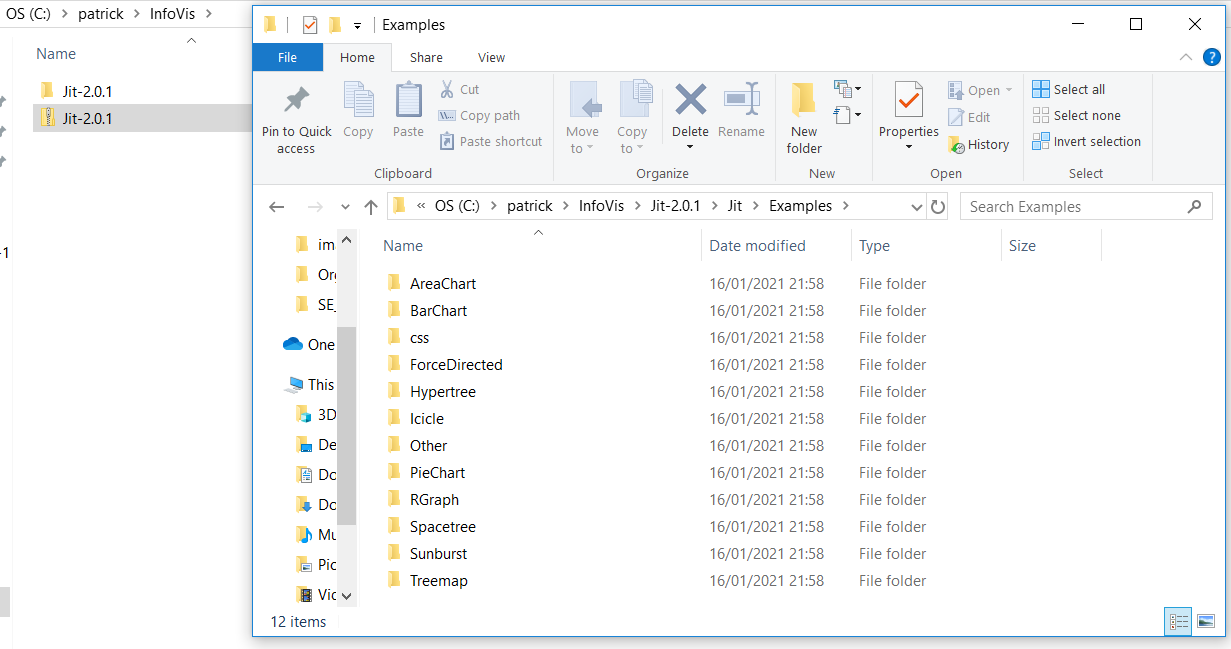 OS (C:) > patrick > InfoVis >
Name
Jit-2.0.1
Jit-2.0.1
-1
Examples
File Home Share View
Pin to Quick access
Copy
Paste
Cut
Copy path
Paste shortcut
Clipboard
Move to
Copy to
Delete
Rename
Organize
New folder
New
Properties
Open
Edit
History
Open
Select all
Select none
Invert selection
Select
« OS (C:) > patrick > InfoVis > Jit-2.0.1 > Jit > Examples >
Search Examples
im
Org
SE_
One
This
3D
De
Do
Do
Mu
Pic
Vic
Name Date modified Type Size
AreaChart 16/01/2021 21:58 File folder
BarChart 16/01/2021 21:58 File folder
css 16/01/2021 21:58 File folder
ForceDirected 16/01/2021 21:58 File folder
Hypertree 16/01/2021 21:58 File folder
Icicle 16/01/2021 21:58 File folder
Other 16/01/2021 21:58 File folder
PieChart 16/01/2021 21:58 File folder
RGraph 16/01/2021 21:58 File folder
Spacetree 16/01/2021 21:58 File folder
Sunburst 16/01/2021 21:58 File folder
Treemap 16/01/2021 21:58 File folder
12 items